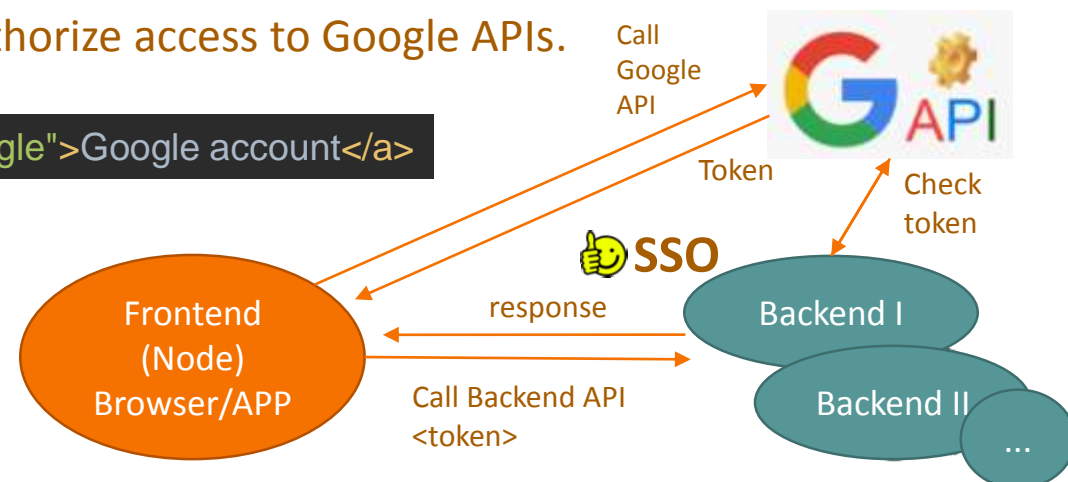 thorize access to Google APIs.
gle">Google account</a>
Call
Google
API
G API
Token
Check
token
SSO
Frontend
(Node)
Browser/APP
response
Backend I
Call Backend API
<token>
Backend II
...